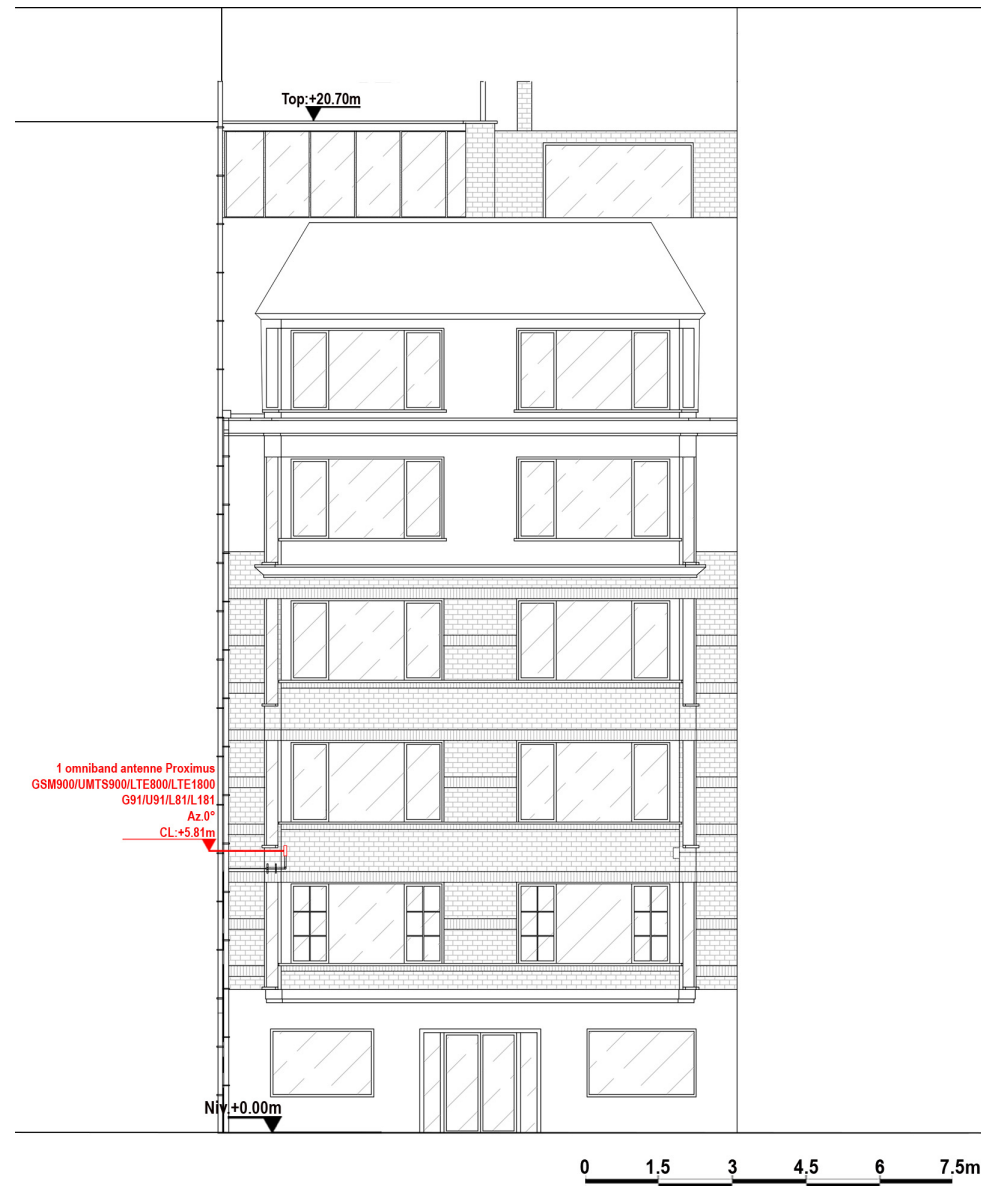 Top:+20.70m
1 omniband antenne Proximus
GSM900/UMTS900/LTE800/LTE1800
G91/U91/L81/L181
Az.0°
CL:+5.81m
Niv.+0.00m
0 1.5 3 4.5 6 7.5m